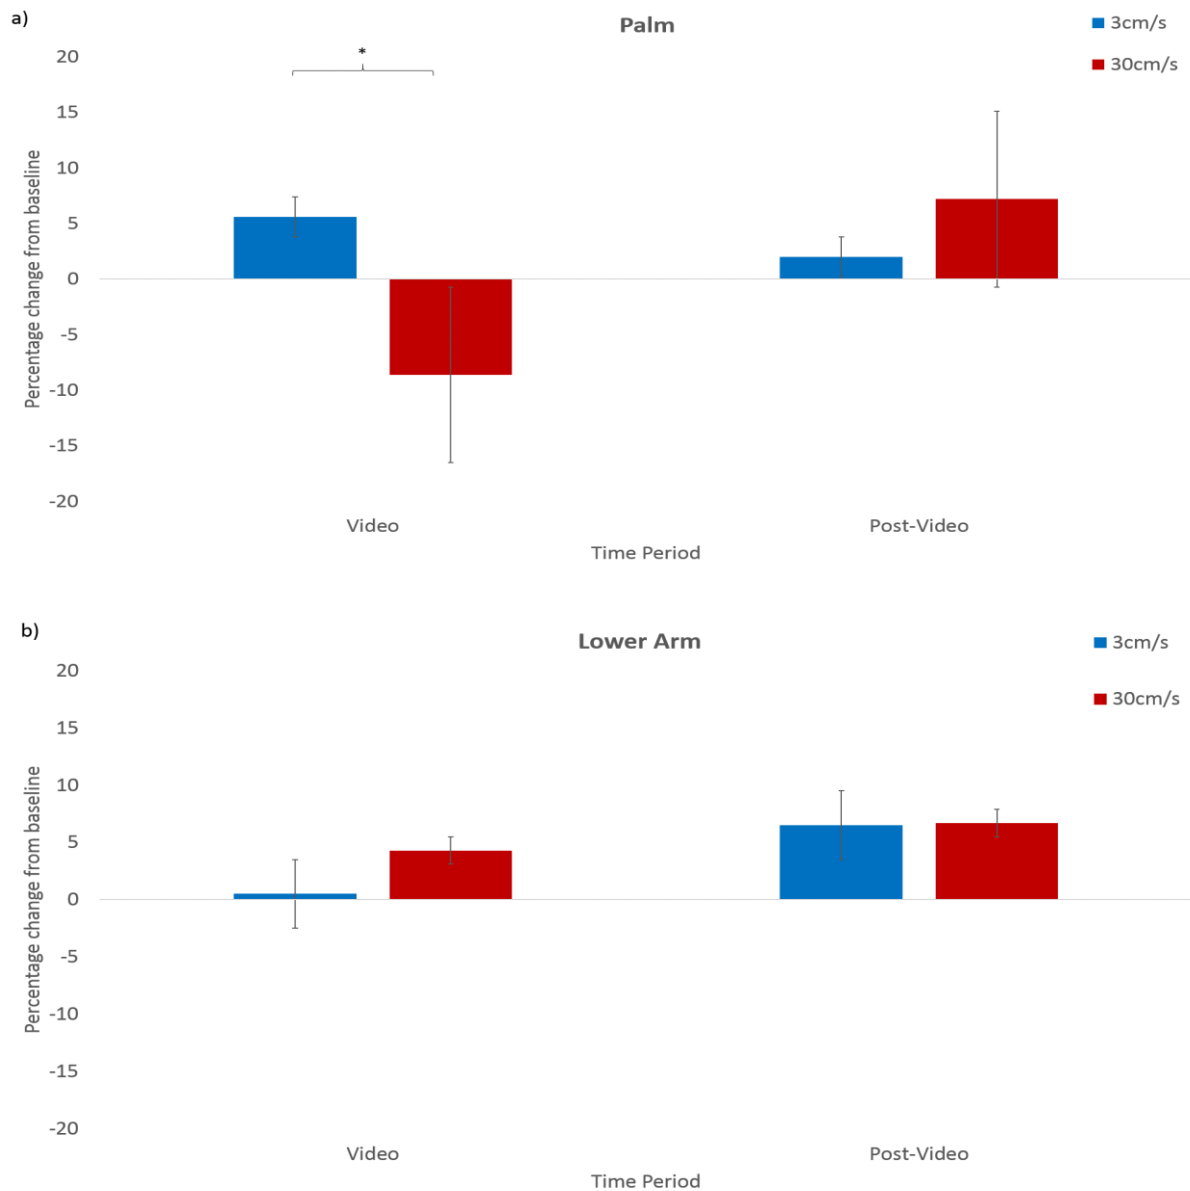 a)
Palm
3cm/s
30cm/s
*
20
15
10
5
0
-5
-10
-15
-20
Percentage change from baseline
Video
Post-Video
Time Period
b)
Lower Arm
3cm/s
30cm/s
20
15
10
5
0
-5
-10
-15
-20
Percentage change from baseline
Video
Post-Video
Time Period